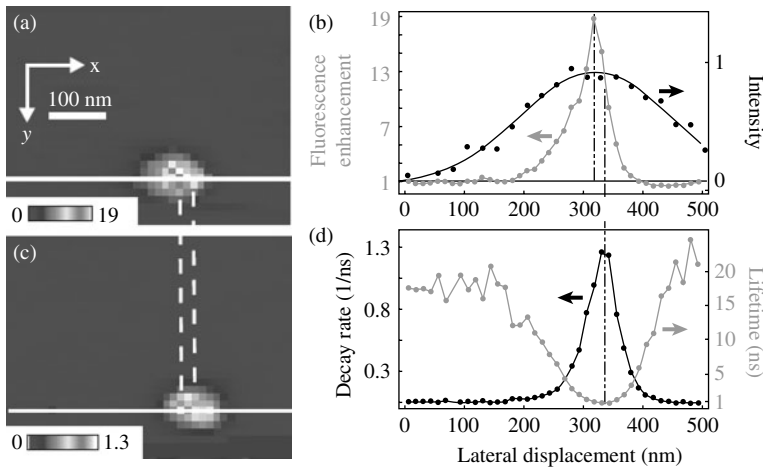 (a)
x
100 nm
y
0 19
(c)
0 1.3
(b)
Fluorescence
enhancement
19
13
7
1
1
0
Intensity
0 100 200 300 400 500
(d)
Decay rate (1/ns)
1.3
0.8
0.3
20
15
10
5
1
Lifetime (ns)
0 100 200 300 400 500
Lateral displacement (nm)